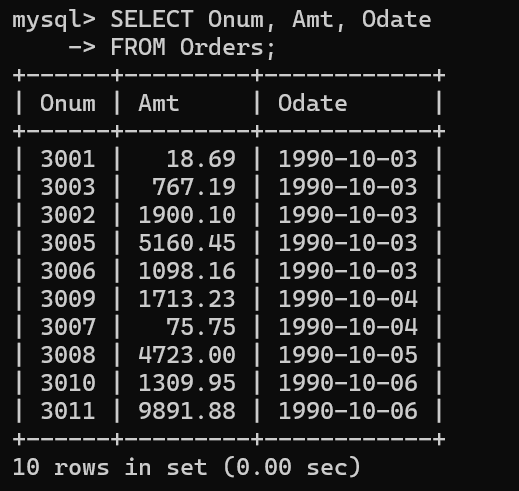 mysql> SELECT Onum, Amt, Odate
    -> FROM Orders;
+------+---------+------------+
| Onum | Amt     | Odate      |
+------+---------+------------+
| 3001 |   18.69 | 1990-10-03 |
| 3003 |  767.19 | 1990-10-03 |
| 3002 | 1900.10 | 1990-10-03 |
| 3005 | 5160.45 | 1990-10-03 |
| 3006 | 1098.16 | 1990-10-03 |
| 3009 | 1713.23 | 1990-10-04 |
| 3007 |   75.75 | 1990-10-04 |
| 3008 | 4723.00 | 1990-10-05 |
| 3010 | 1309.95 | 1990-10-06 |
| 3011 | 9891.88 | 1990-10-06 |
+------+---------+------------+
10 rows in set (0.00 sec)